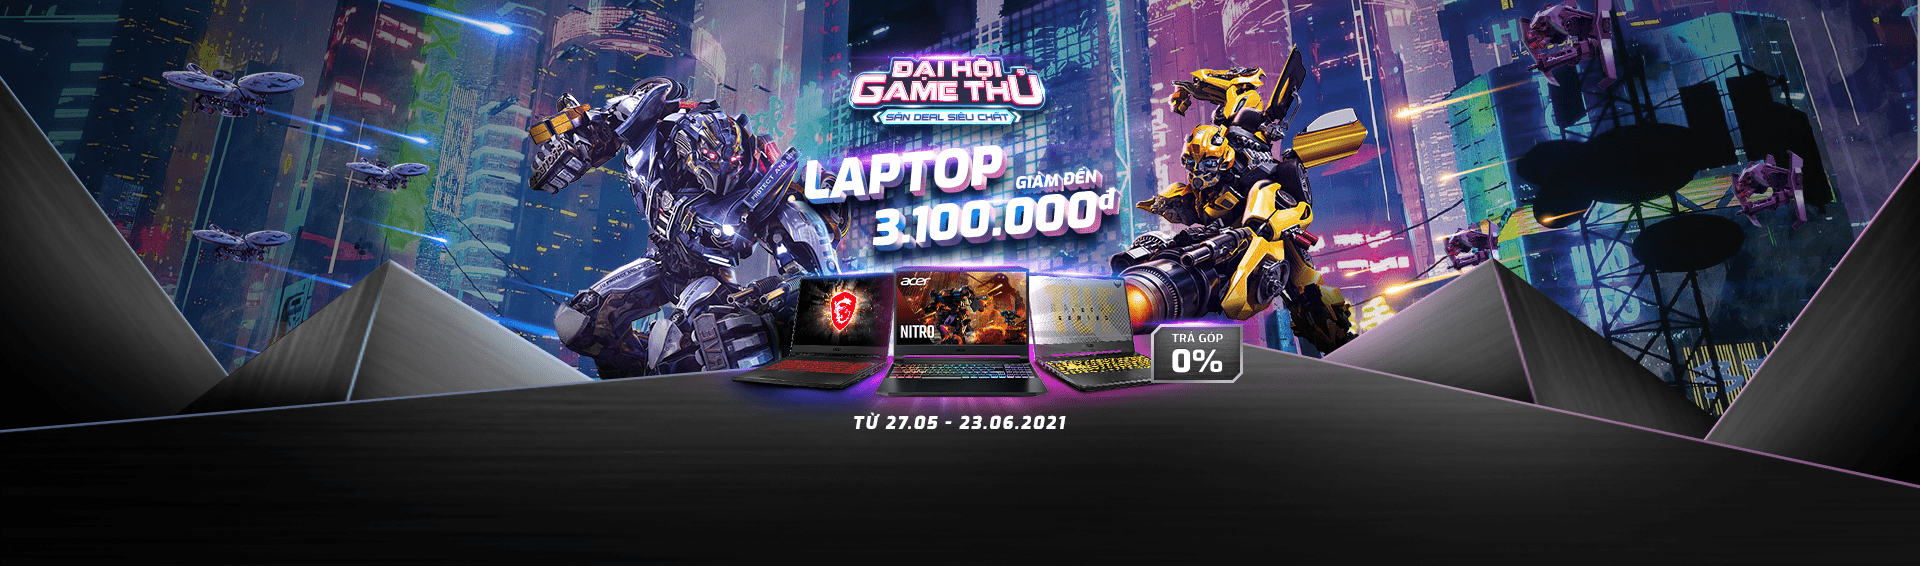 ĐẠI HỘI
GAME THỦ
SĂN DEAL SIÊU CHẤT
LAPTOP
GIẢM ĐẾN
3.100.000đ
acer
NITRO
TRẢ GÓP
0%
TỪ 27.05 - 23.06.2021